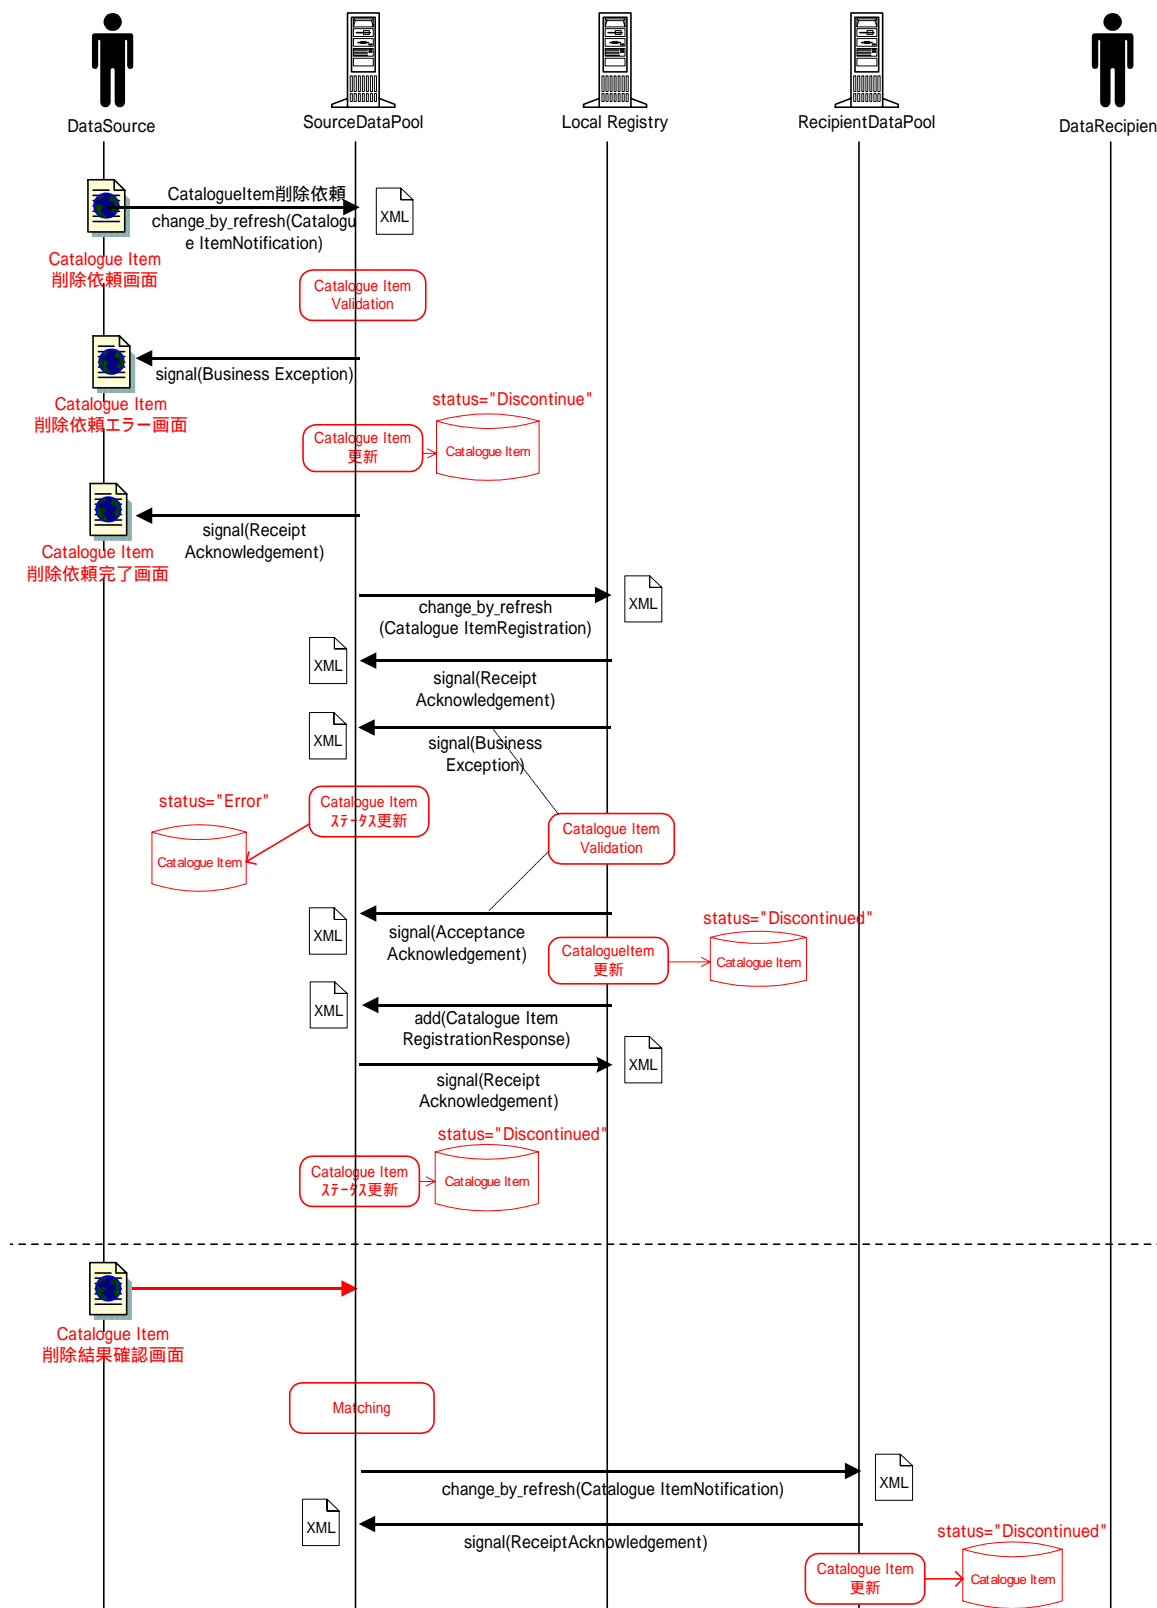 DataSource
SourceDataPool
Local Registry
RecipientDataPool
DataRecipien
CatalogueItem削除依頼
change_by_refresh(Catalogu
e ItemNotification)
XML
Catalogue Item
削除依頼画面
Catalogue Item
Validation
signal(Business Exception)
Catalogue Item
削除依頼エラー画面
status="Discontinue"
Catalogue Item
更新
Catalogue Item
signal(Receipt
Acknowledgement)
Catalogue Item
削除依頼完了画面
change_by_refresh
(Catalogue ItemRegistration)
XML
XML
signal(Receipt
Acknowledgement)
XML
signal(Business
Exception)
status="Error"
Catalogue Item
ｽﾃｰﾀｽ更新
Catalogue Item
Catalogue Item
Validation
XML
signal(Acceptance
Acknowledgement)
status="Discontinued"
CatalogueItem
更新
Catalogue Item
XML
add(Catalogue Item
RegistrationResponse)
XML
signal(Receipt
Acknowledgement)
status="Discontinued"
Catalogue Item
ｽﾃｰﾀｽ更新
Catalogue Item
Catalogue Item
削除結果確認画面
Matching
change_by_refresh(Catalogue ItemNotification)
XML
XML
signal(ReceiptAcknowledgement)
status="Discontinued"
Catalogue Item
更新
Catalogue Item